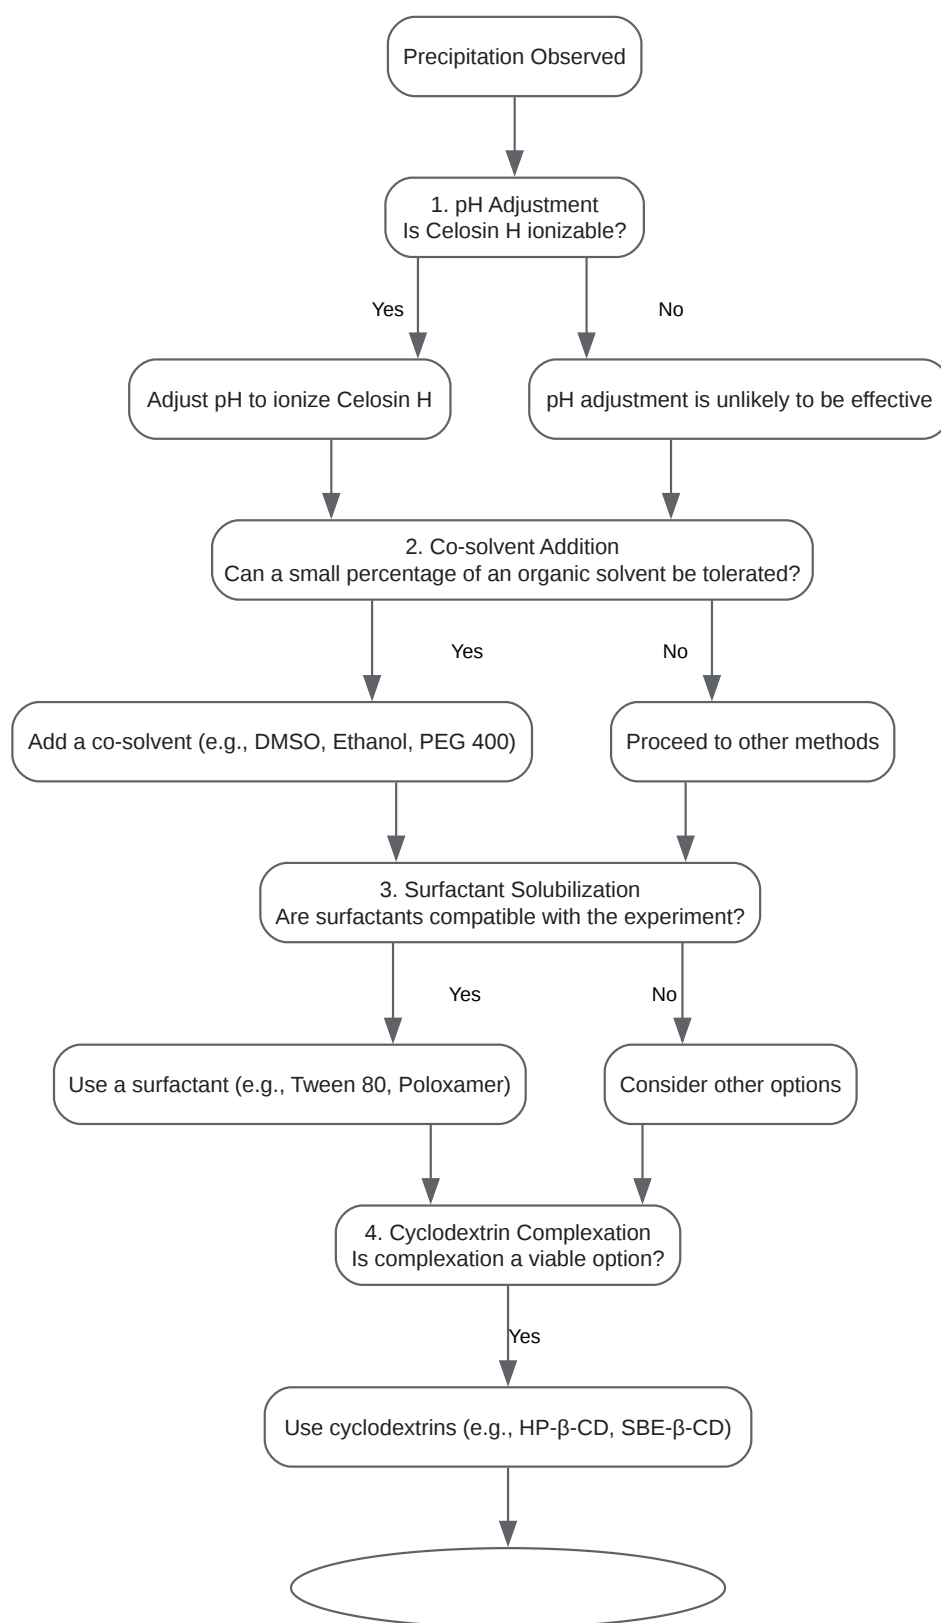 Precipitation Observed
1. pH Adjustment
Is Celosin H ionizable?
Yes
No
Adjust pH to ionize Celosin H
pH adjustment is unlikely to be effective
2. Co-solvent Addition
Can a small percentage of an organic solvent be tolerated?
Yes
No
Add a co-solvent (e.g., DMSO, Ethanol, PEG 400)
Proceed to other methods
3. Surfactant Solubilization
Are surfactants compatible with the experiment?
Yes
No
Use a surfactant (e.g., Tween 80, Poloxamer)
Consider other options
4. Cyclodextrin Complexation
Is complexation a viable option?
Yes
Use cyclodextrins (e.g., HP-β-CD, SBE-β-CD)